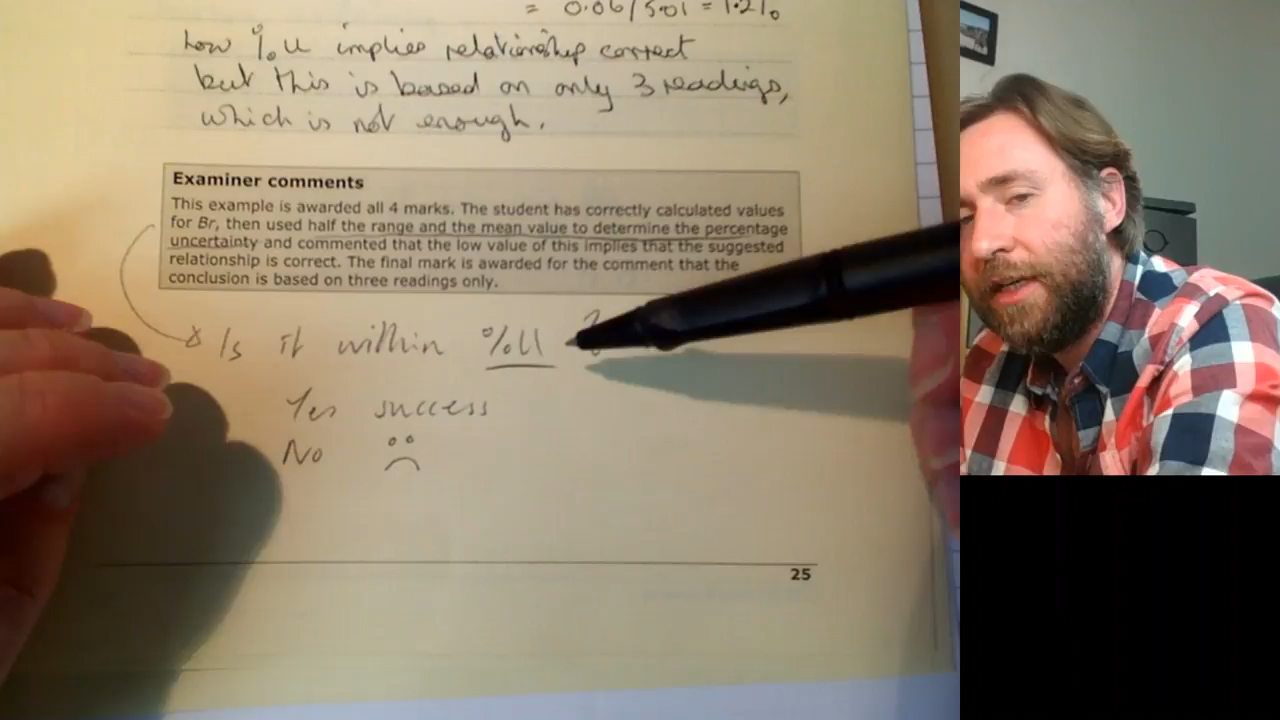 = 0.06/5.01 = 1.2%
low %U implies relationship correct
but this is based on only 3 readings,
which is not enough.
Examiner comments
This example is awarded all 4 marks. The student has correctly calculated values
for Br, then used half the range and the mean value to determine the percentage
uncertainty and commented that the low value of this implies that the suggested
relationship is correct. The final mark is awarded for the comment that the
conclusion is based on three readings only.
Is it within %U ?
Yes success
No
25